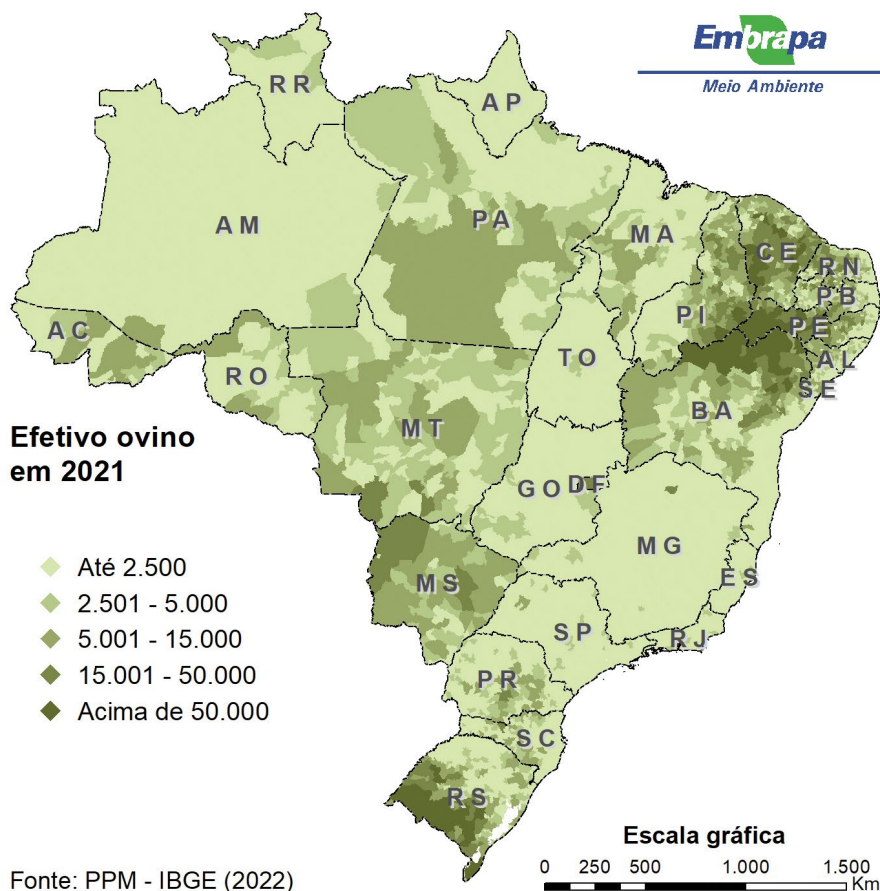 Embrapa
Meio Ambiente
RR
AP
AM
PA
MA
CE
RN
PB
PI
PE
AC
AL
TO
RO
SE
BA
MT
Efetivo ovino
em 2021
GO
DF
MG
Até 2.500
ES
MS
2.501 - 5.000
5.001 - 15.000
SP
RJ
15.001 - 50.000
PR
Acima de 50.000
SC
RS
Escala gráfica
0 250 500 1.000 1.500
Km
Fonte: PPM - IBGE (2022)